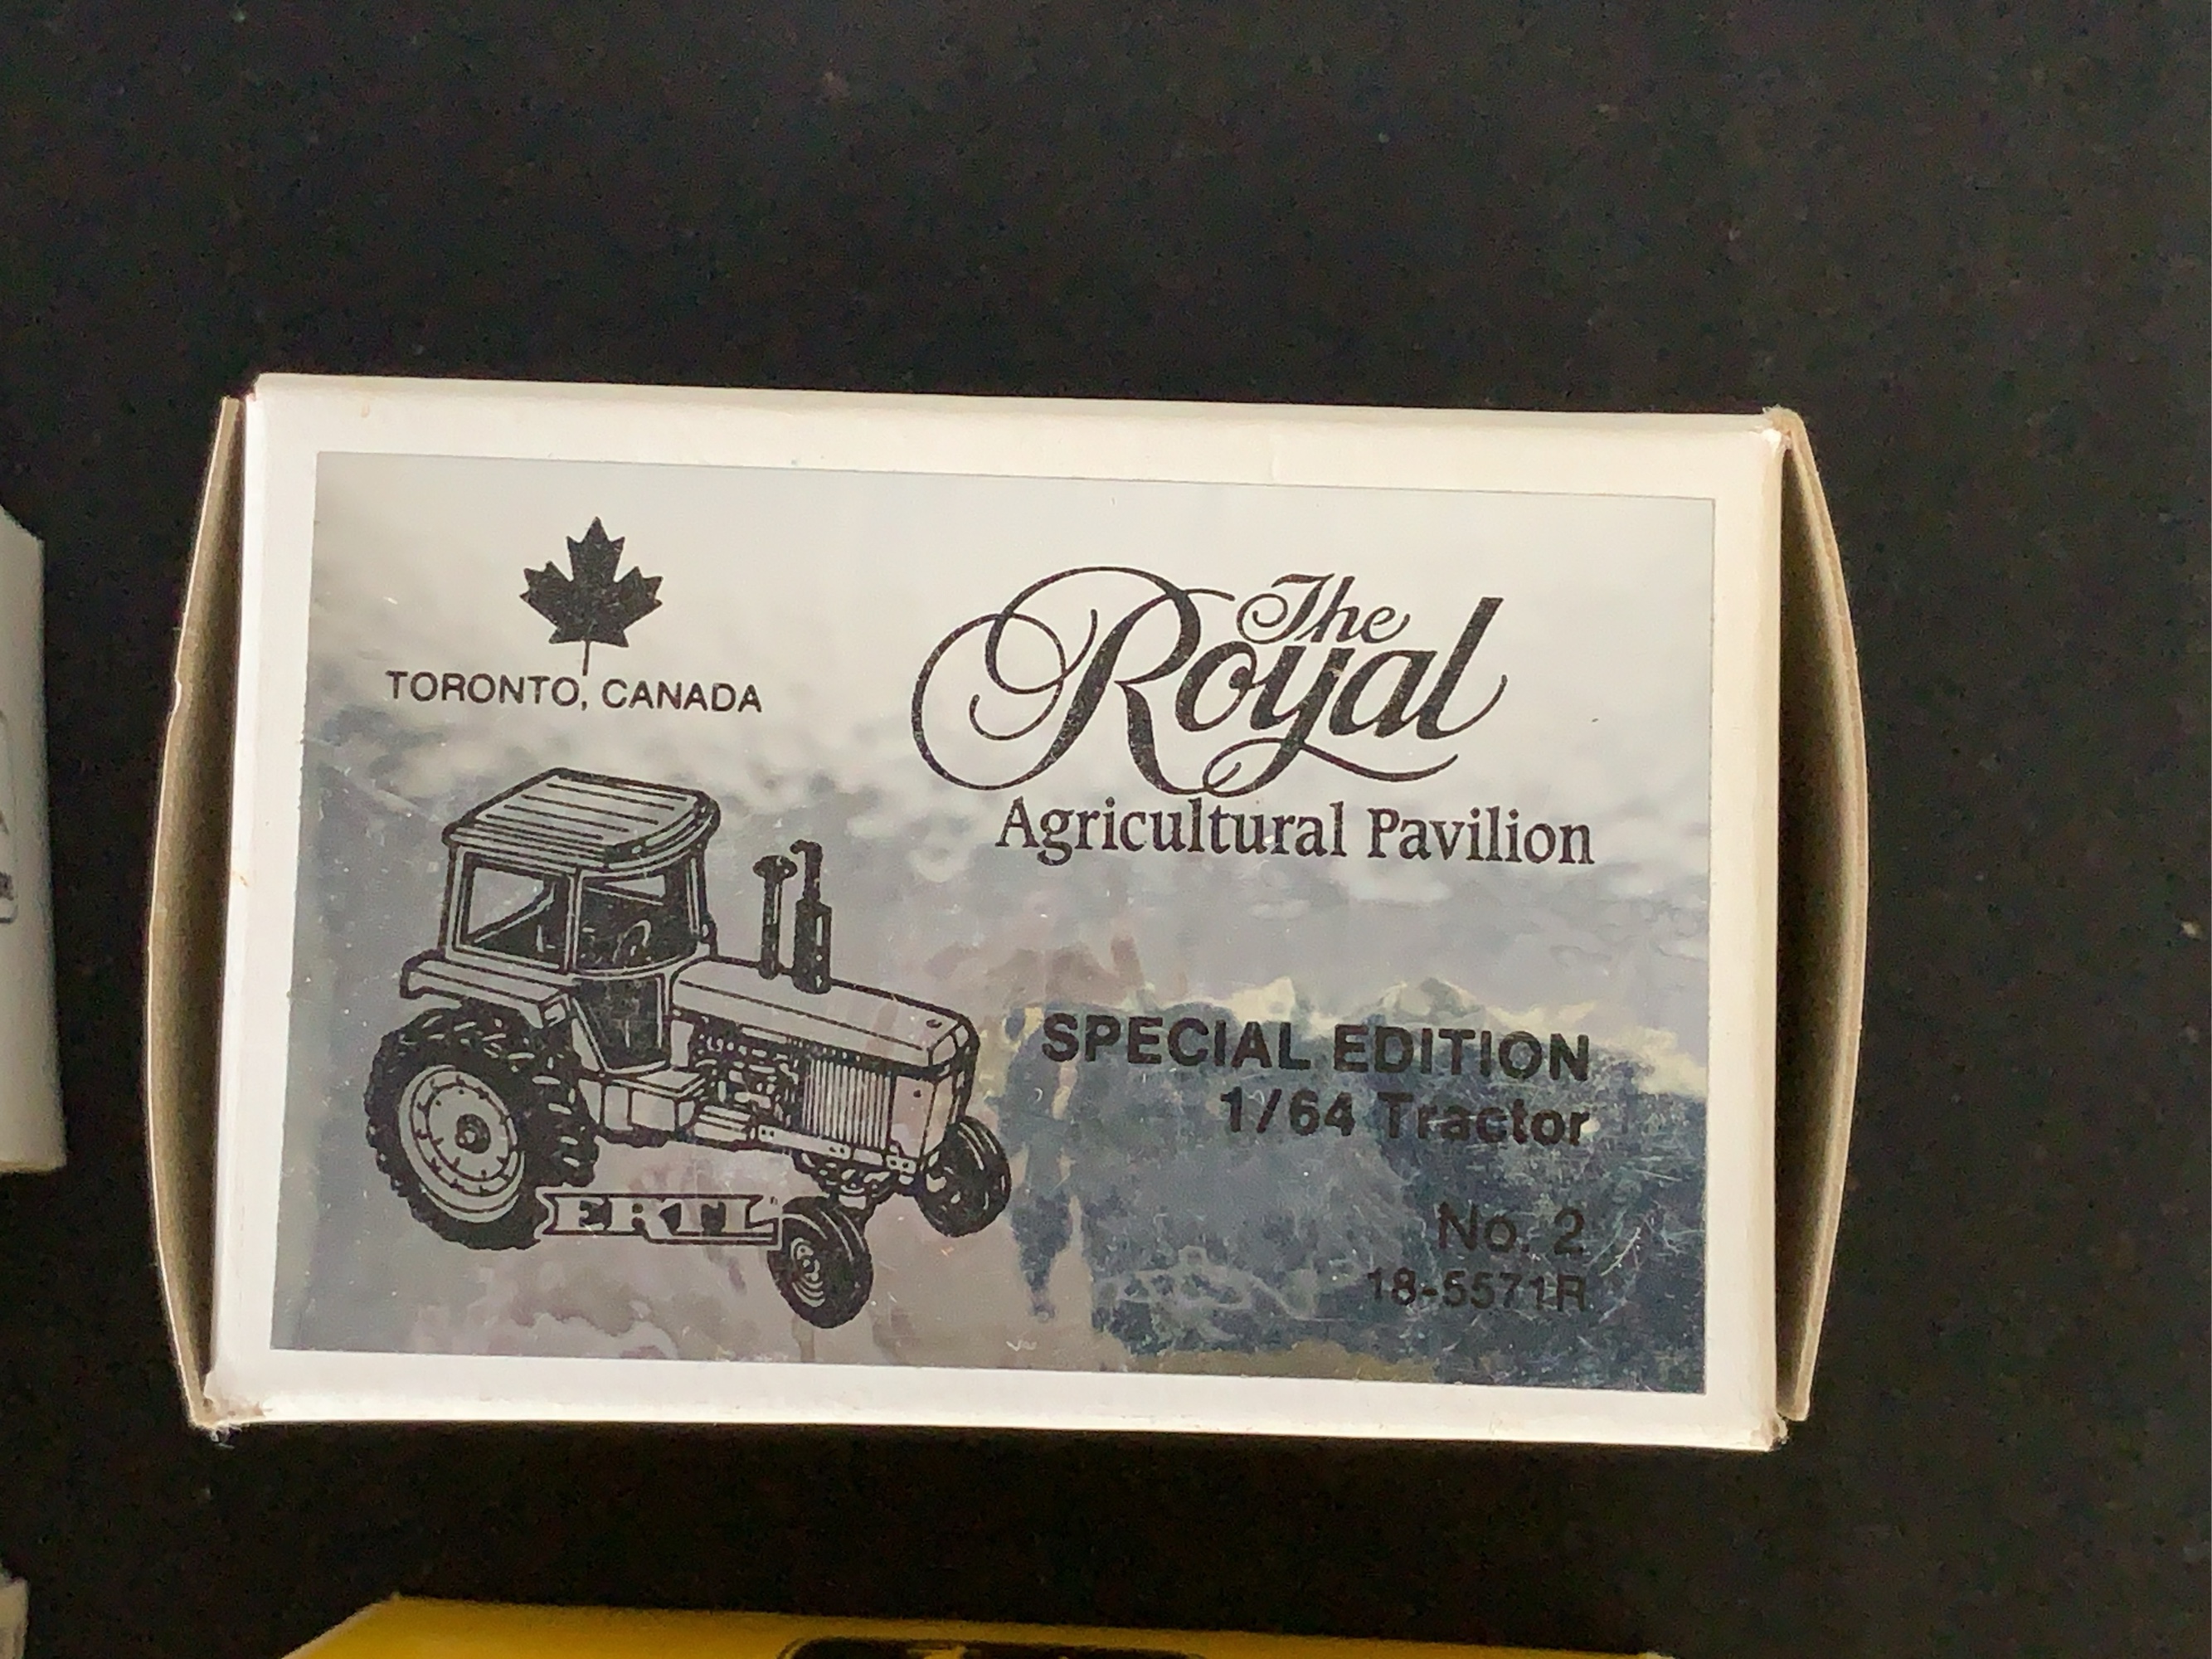 TORONTO, CANADA
The
Royal
Agricultural Pavilion
SPECIAL EDITION
1/64 Tractor
ERTL
No. 2
18-5571R